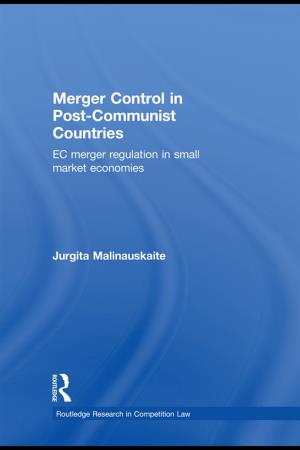 Merger Control in
Post-Communist
Countries
EC merger regulation in small
market economies
Jurgita Malinauskaite
ROUTLEDGE
Routledge Research in Competition Law